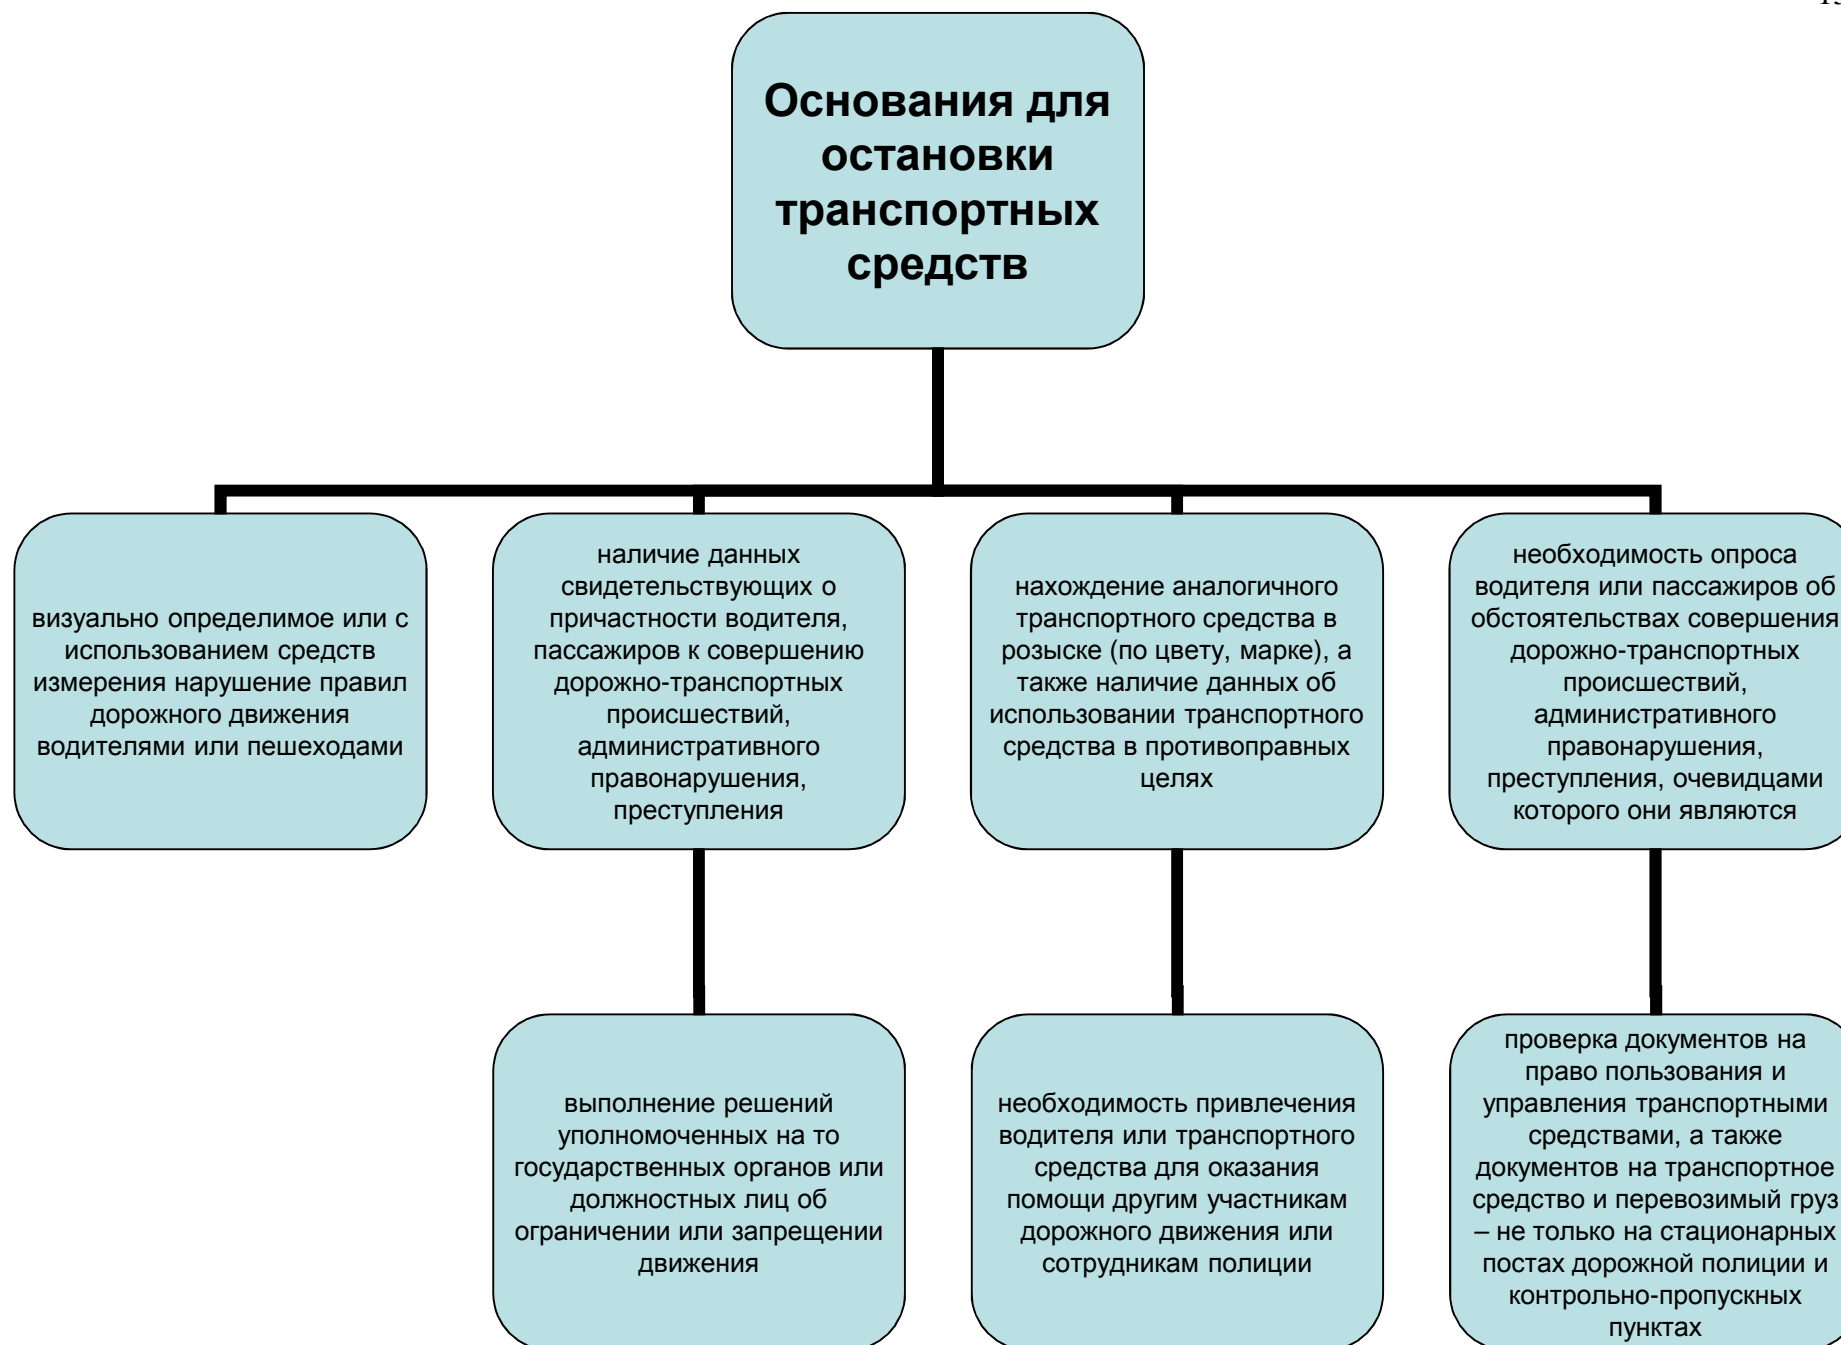 Основания для
остановки
транспортных
средств
визуально определимое или с
использованием средств
измерения нарушение правил
дорожного движения
водителями или пешеходами
наличие данных
свидетельствующих о
причастности водителя,
пассажиров к совершению
дорожно-транспортных
происшествий,
административного
правонарушения,
преступления
нахождение аналогичного
транспортного средства в
розыске (по цвету, марке), а
также наличие данных об
использовании транспортного
средства в противоправных
целях
необходимость опроса
водителя или пассажиров об
обстоятельствах совершения
дорожно-транспортных
происшествий,
административного
правонарушения,
преступления, очевидцами
которого они являются
выполнение решений
уполномоченных на то
государственных органов или
должностных лиц об
ограничении или запрещении
движения
необходимость привлечения
водителя или транспортного
средства для оказания
помощи другим участникам
дорожного движения или
сотрудникам полиции
проверка документов на
право пользования и
управления транспортными
средствами, а также
документов на транспортное
средство и перевозимый груз
– не только на стационарных
постах дорожной полиции и
контрольно-пропускных
пунктах